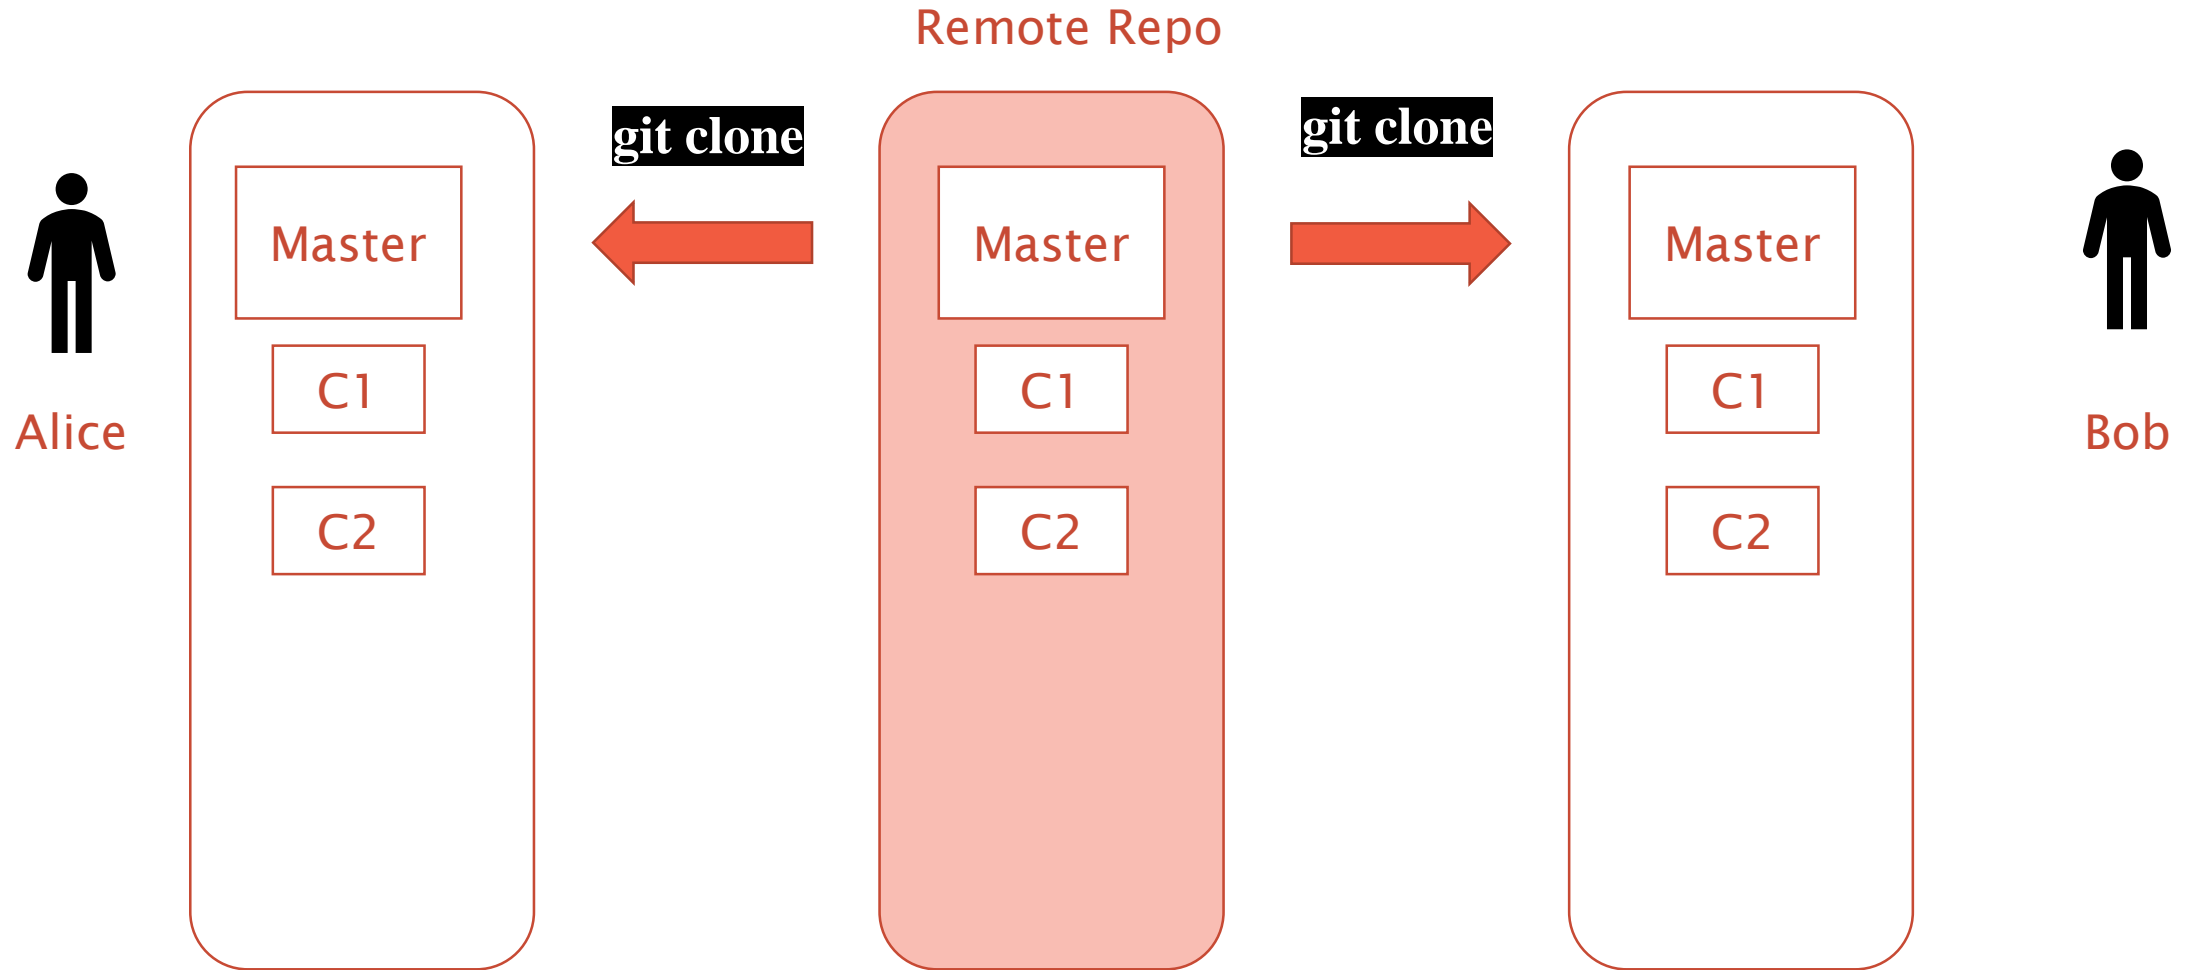 Remote Repo
git clone
git clone
Master
Master
Master
C1
C1
C1
Alice
Bob
C2
C2
C2